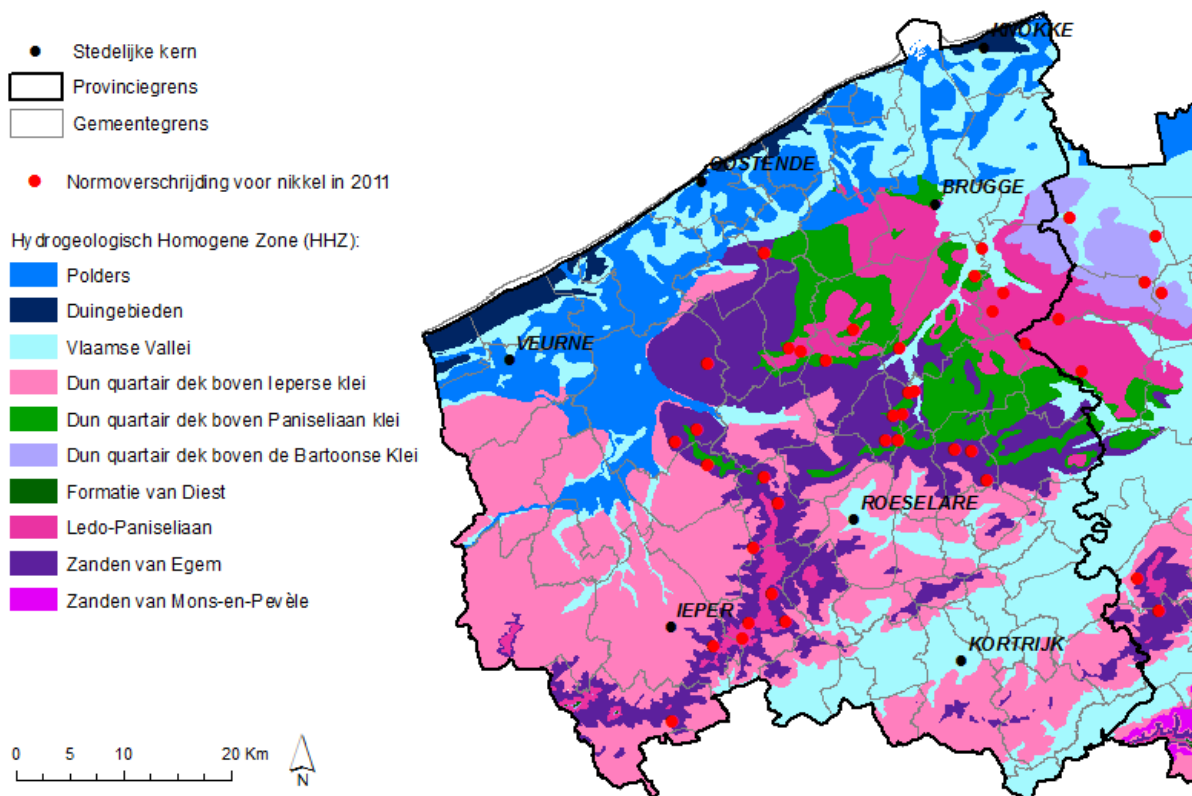 Stedelijke kern
Provinciegrens
Gemeentegrens
Normoverschrijding voor nikkel in 2011
Hydrogeologisch Homogene Zone (HHZ):
Polders
Duingebieden
Vlaamse Vallei
Dun quartair dek boven Ieperse klei
Dun quartair dek boven Paniseliaan klei
Dun quartair dek boven de Bartoonse Klei
Formatie van Diest
Ledo-Paniseliaan
Zanden van Egem
Zanden van Mons-en-Pevèle
0 5 10 20 Km
N
KNOKKE
OOSTENDE
BRUGGE
VEURNE
ROESELARE
IEPER
KORTRIJK